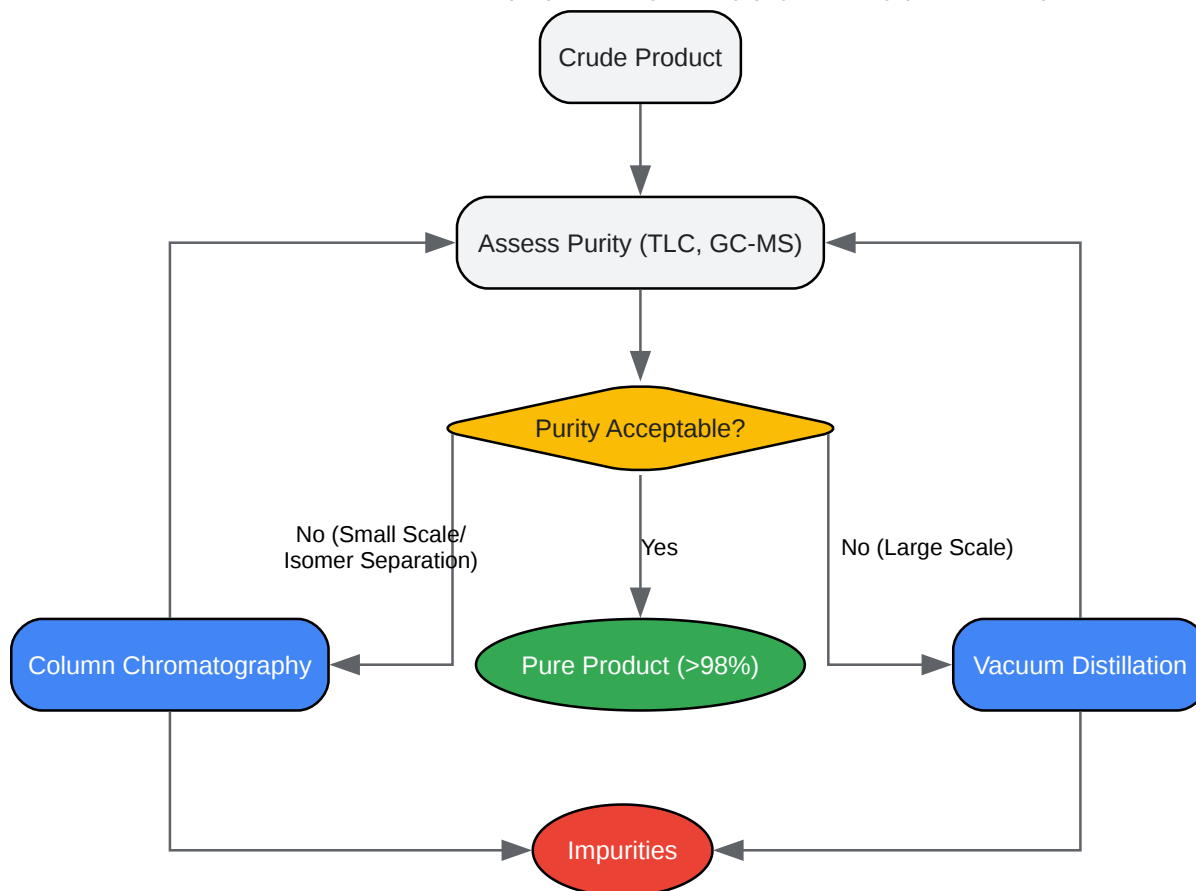 Crude Product
Assess Purity (TLC, GC-MS)
Purity Acceptable?
No (Small Scale/
Isomer Separation)
Yes
No (Large Scale)
Column Chromatography
Pure Product (>98%)
Vacuum Distillation
Impurities